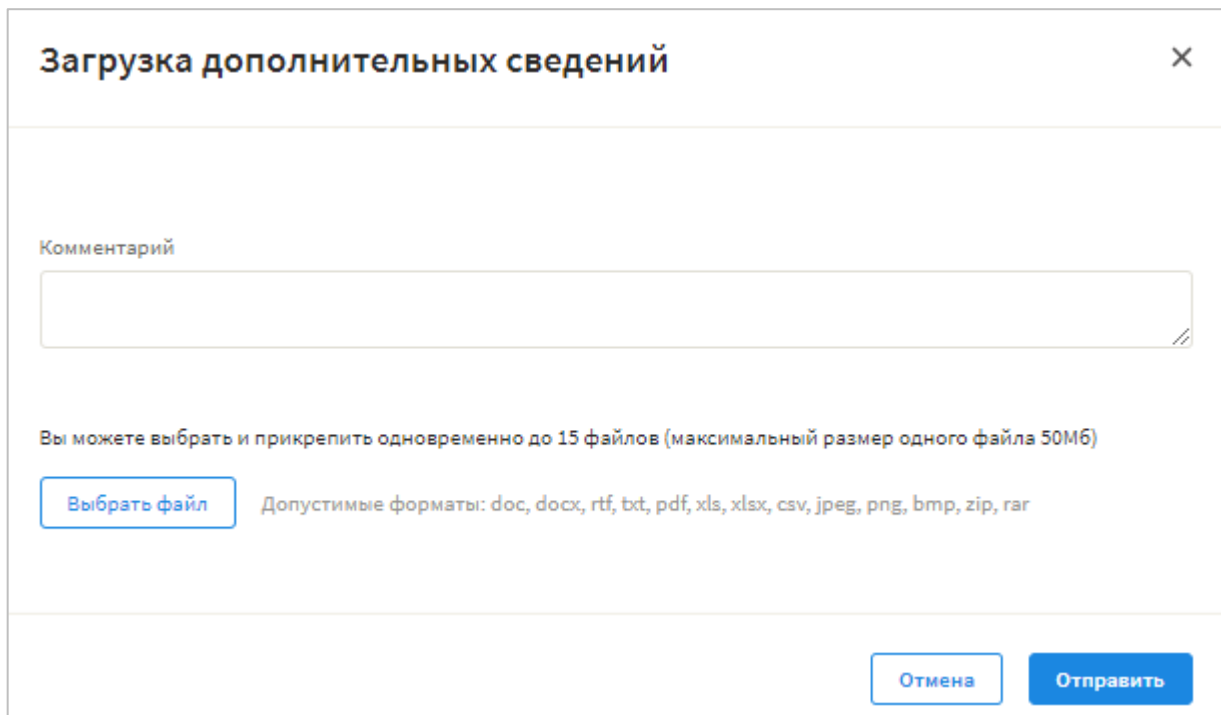 Загрузка дополнительных сведений
Комментарий
Вы можете выбрать и прикрепить одновременно до 15 файлов (максимальный размер одного файла 50Мб)
Выбрать файл Допустимые форматы: doc, docx, rtf, txt, pdf, xls, xlsx, csv, jpeg, png, bmp, zip, rar
Отмена Отправить